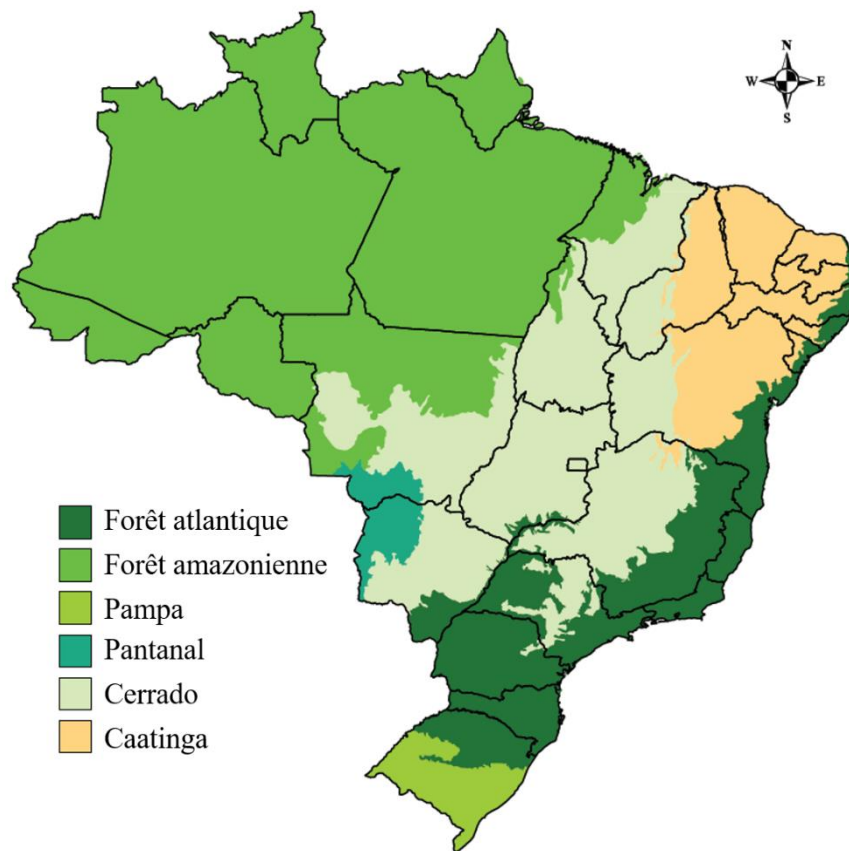 N
W E
S
Forêt atlantique
Forêt amazonienne
Pampa
Pantanal
Cerrado
Caatinga